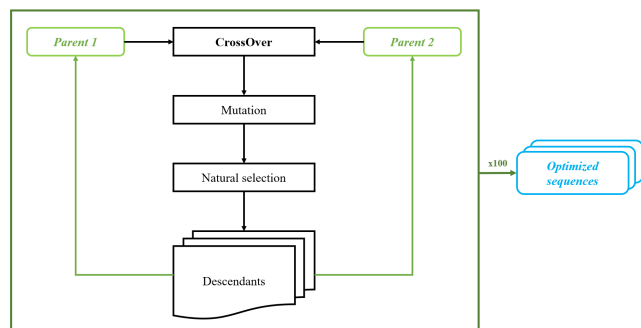 Parent 1
CrossOver
Parent 2
Mutation
Natural selection
x100
Optimized
sequences
Descendants